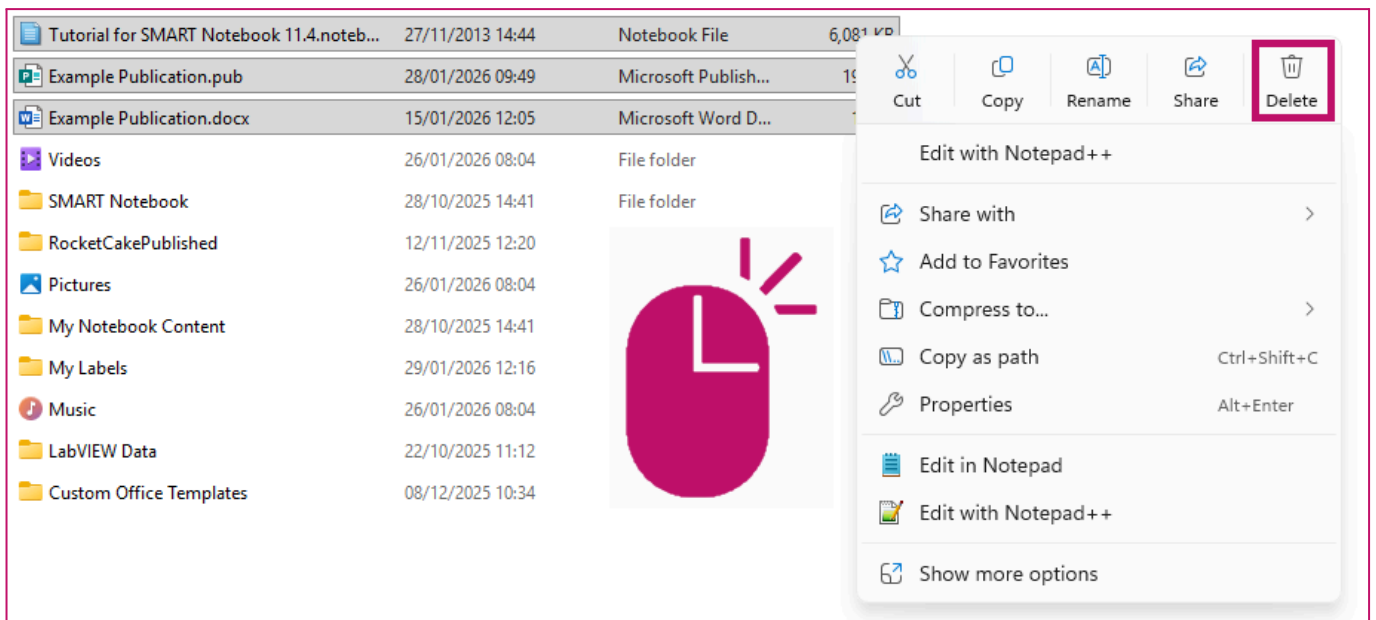 Tutorial for SMART Notebook 11.4.noteb... 27/11/2013 14:44 Notebook File 6,081 KB
Example Publication.pub 28/01/2026 09:49 Microsoft Publish... 19
Example Publication.docx 15/01/2026 12:05 Microsoft Word D... 1
Videos 26/01/2026 08:04 File folder
SMART Notebook 28/10/2025 14:41 File folder
RocketCakePublished 12/11/2025 12:20
Pictures 26/01/2026 08:04
My Notebook Content 28/10/2025 14:41
My Labels 29/01/2026 12:16
Music 26/01/2026 08:04
LabVIEW Data 22/10/2025 11:12
Custom Office Templates 08/12/2025 10:34
Cut Copy Rename Share Delete
Edit with Notepad++
Share with
Add to Favorites
Compress to...
Copy as path Ctrl+Shift+C
Properties Alt+Enter
Edit in Notepad
Edit with Notepad++
Show more options